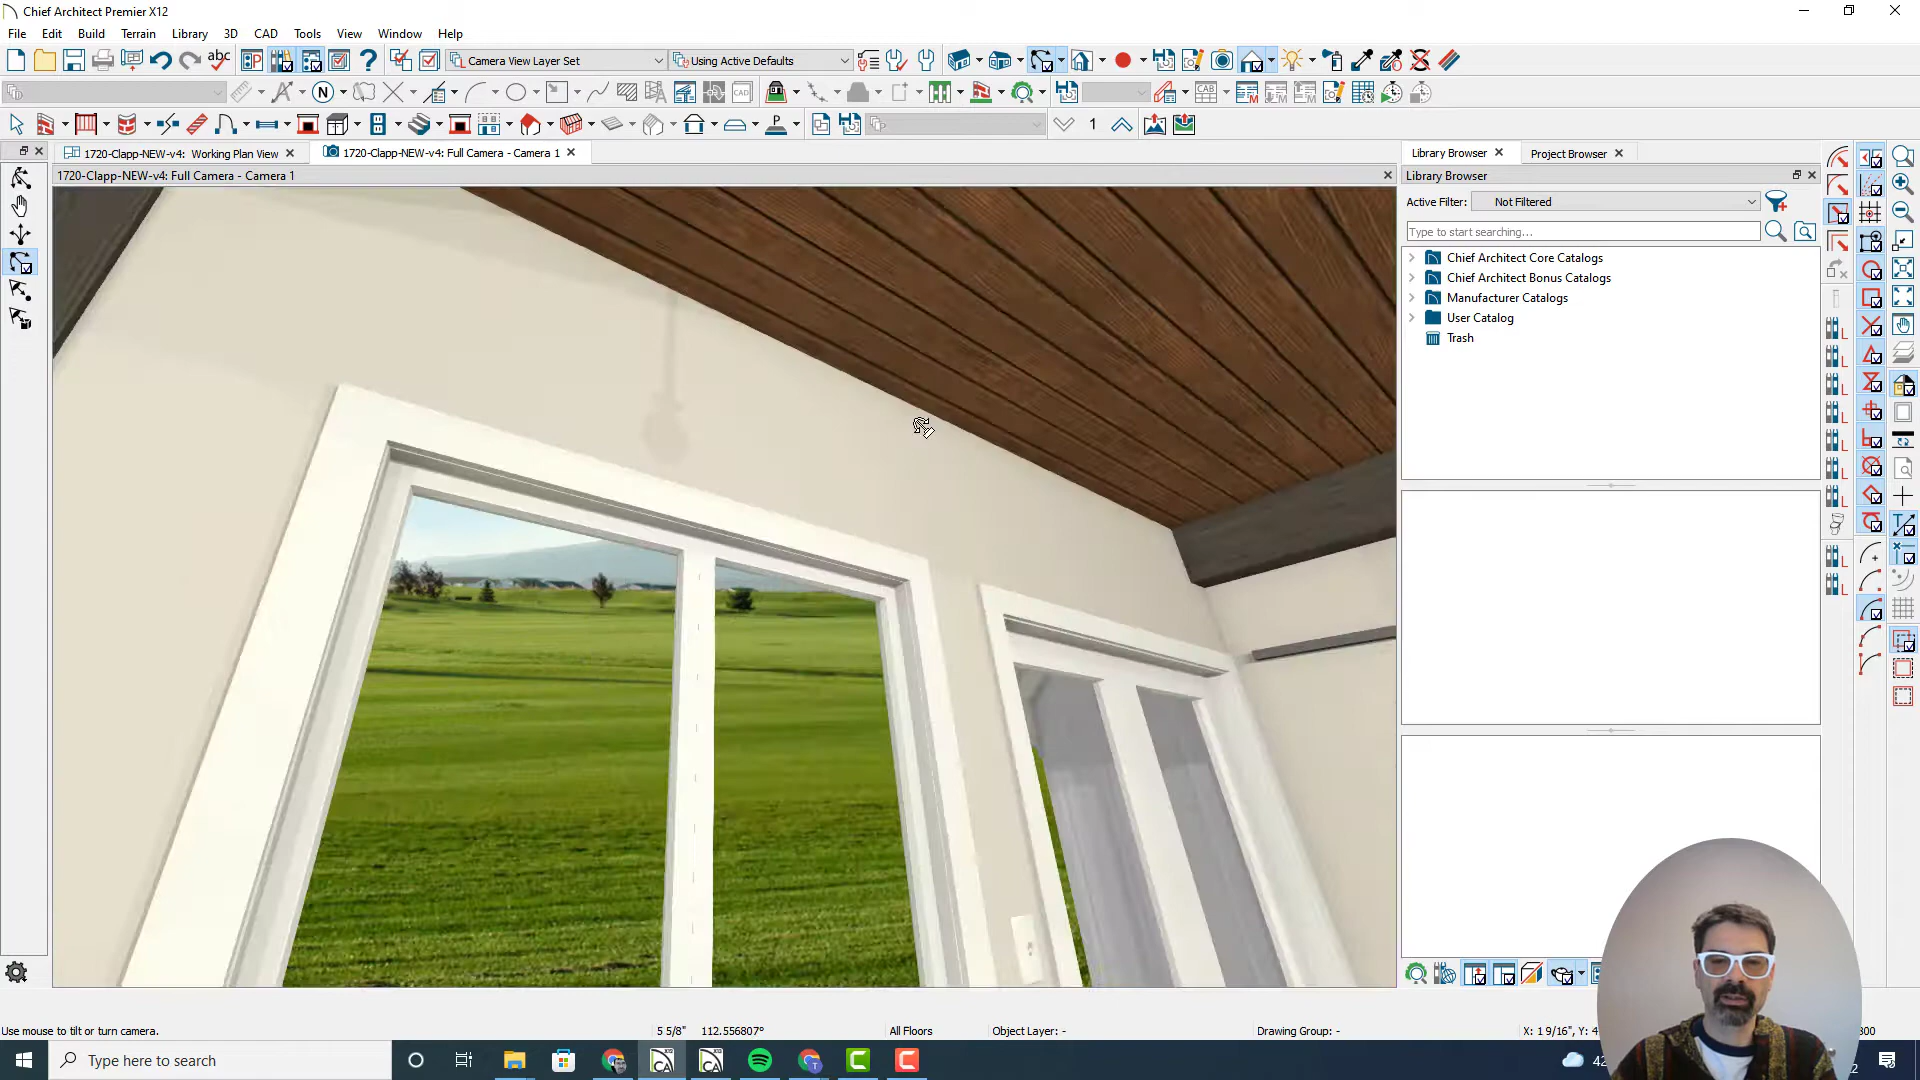 Chief Architect Premier X12
File Edit Build Terrain Library 3D CAD Tools View Window Help
Camera View Layer Set
Using Active Defaults
1
1720-Clapp-NEW-v4: Working Plan View
1720-Clapp-NEW-v4: Full Camera - Camera 1
1720-Clapp-NEW-v4: Full Camera - Camera 1
Library Browser
Project Browser
Library Browser
Active Filter: Not Filtered
Type to start searching...
Chief Architect Core Catalogs
Chief Architect Bonus Catalogs
Manufacturer Catalogs
User Catalog
Trash
Use mouse to tilt or turn camera.
5 5/8"
112.556807°
All Floors
Object Layer: -
Drawing Group: -
X: 1 9/16", Y: 4
Type here to search